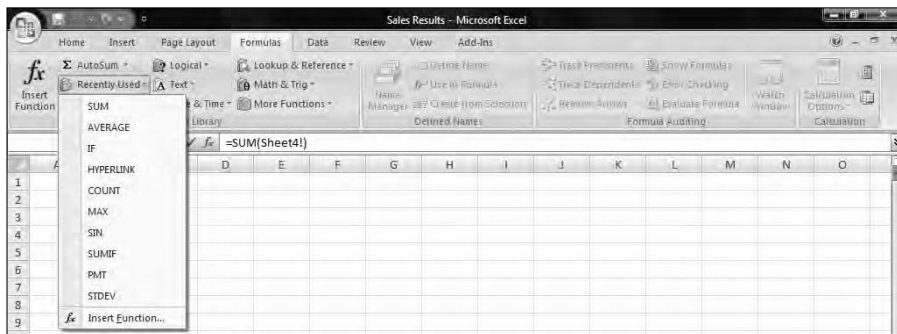 Sales Results - Microsoft Excel
Home Insert Page Layout Formulas Data Review View Add-Ins
fx Insert Function
Σ AutoSum
Recently Used
Logical
A Text
& Time
Lookup & Reference
Math & Trig
More Functions
Library
Name Manager
Define Name
Use in Formula
Create from Selection
Defined Names
Trace Precedents
Trace Dependents
Remove Arrows
Show Formulas
Error Checking
Evaluate Formula
Formula Auditing
Watch Window
Calculation Options
Calculation
fx =SUM(Sheet4!)
SUM
AVERAGE
IF
HYPERLINK
COUNT
MAX
SIN
SUMIF
PMT
STDEV
fx Insert Function...
D E F G H I J K L M N O
1
2
3
4
5
6
7
8
9